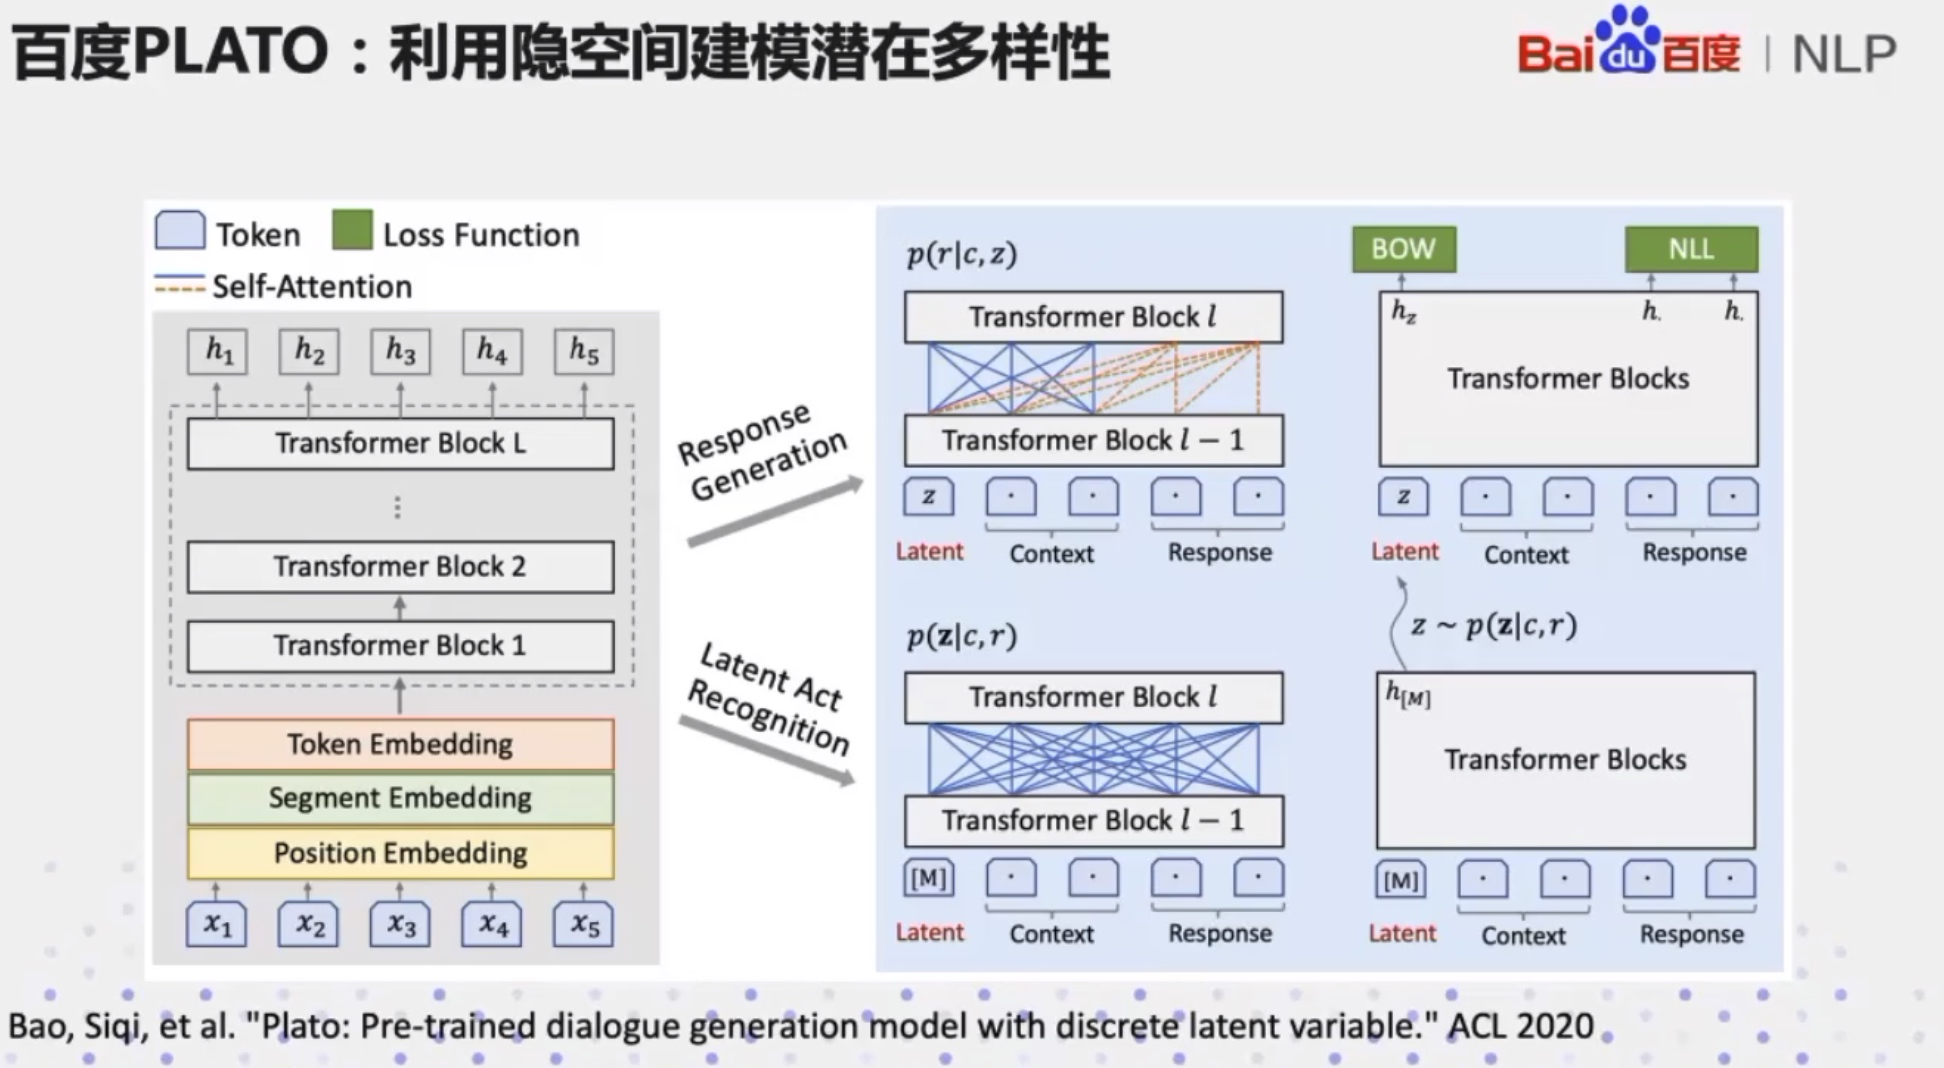 百度PLATO：利用隐空间建模潜在多样性
Bai du 百度 | NLP
Token
Loss Function
Self-Attention
h1 h2 h3 h4 h5
Transformer Block L
⋮
Transformer Block 2
Transformer Block 1
Token Embedding
Segment Embedding
Position Embedding
x1 x2 x3 x4 x5
Response
Generation
Latent Act
Recognition
p(r|c, z)
Transformer Block l
Transformer Block l − 1
z · · · ·
Latent Context Response
BOW NLL
hz h. h.
Transformer Blocks
z · · · ·
Latent Context Response
z ~ p(z|c, r)
p(z|c, r)
Transformer Block l
Transformer Block l − 1
[M] · · · ·
Latent Context Response
h[M]
Transformer Blocks
[M] · · · ·
Latent Context Response
Bao, Siqi, et al. "Plato: Pre-trained dialogue generation model with discrete latent variable." ACL 2020